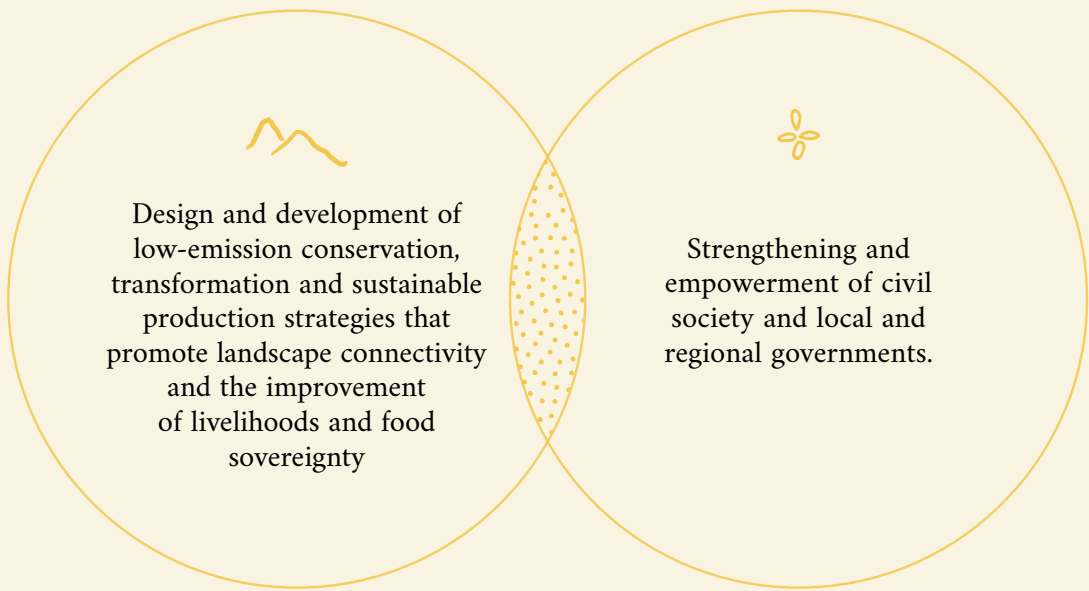 Design and development of
low-emission conservation,
transformation and sustainable
production strategies that
promote landscape connectivity
and the improvement
of livelihoods and food
sovereignty
Strengthening and
empowerment of civil
society and local and
regional governments.